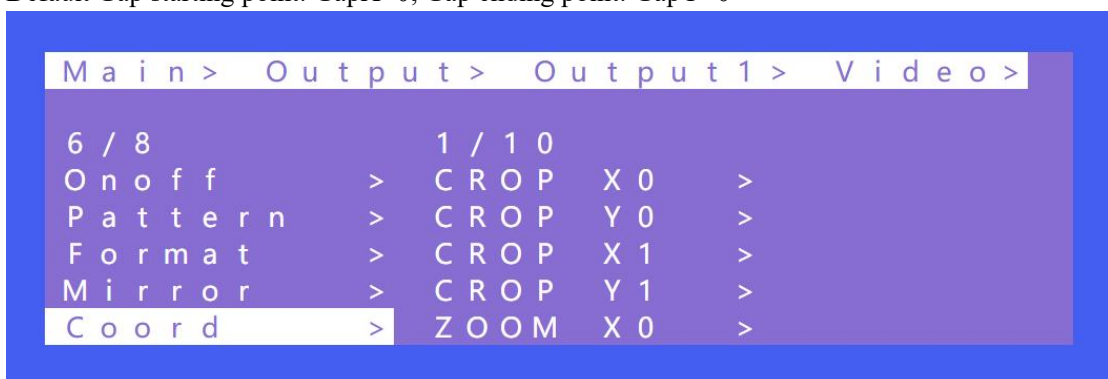 Main> Output> Output1> Video>
6/8 1/10
Onoff > CROP X0 >
Pattern > CROP Y0 >
Format > CROP X1 >
Mirror > CROP Y1 >
Coord > ZOOM X0 >